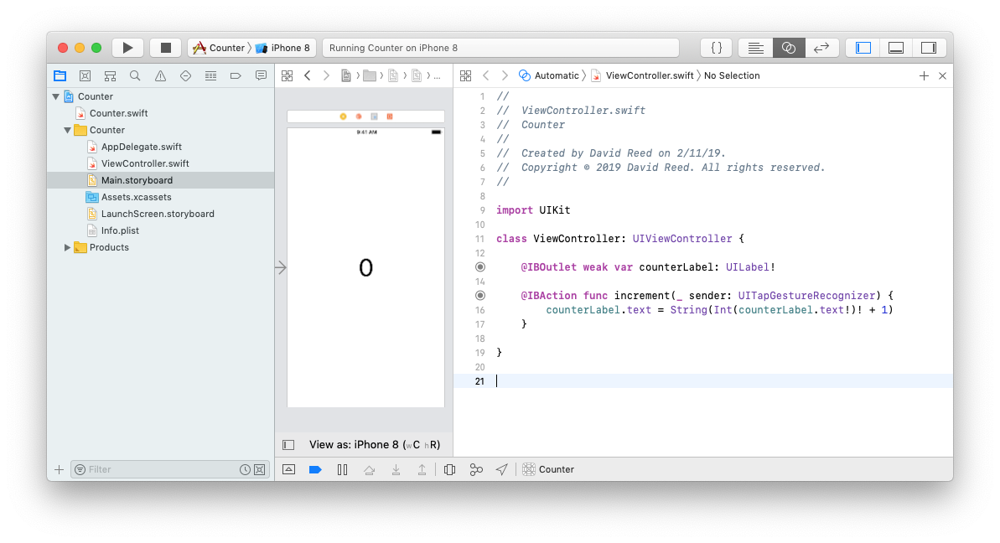 Counter 〉 iPhone 8
Running Counter on iPhone 8
{}
Counter
Counter.swift
Counter
AppDelegate.swift
ViewController.swift
Main.storyboard
Assets.xcassets
LaunchScreen.storyboard
Info.plist
Products
Filter
...
9:41 AM
0
View as: iPhone 8 (wC hR)
Automatic 〉 ViewController.swift 〉 No Selection
1 //
2 //  ViewController.swift
3 //  Counter
4 //
5 //  Created by David Reed on 2/11/19.
6 //  Copyright © 2019 David Reed. All rights reserved.
7 //
8
9 import UIKit
10
11 class ViewController: UIViewController {
12
@IBOutlet weak var counterLabel: UILabel!
14
@IBAction func increment(_ sender: UITapGestureRecognizer) {
16 counterLabel.text = String(Int(counterLabel.text!)! + 1)
17 }
18
19 }
20
21
Counter